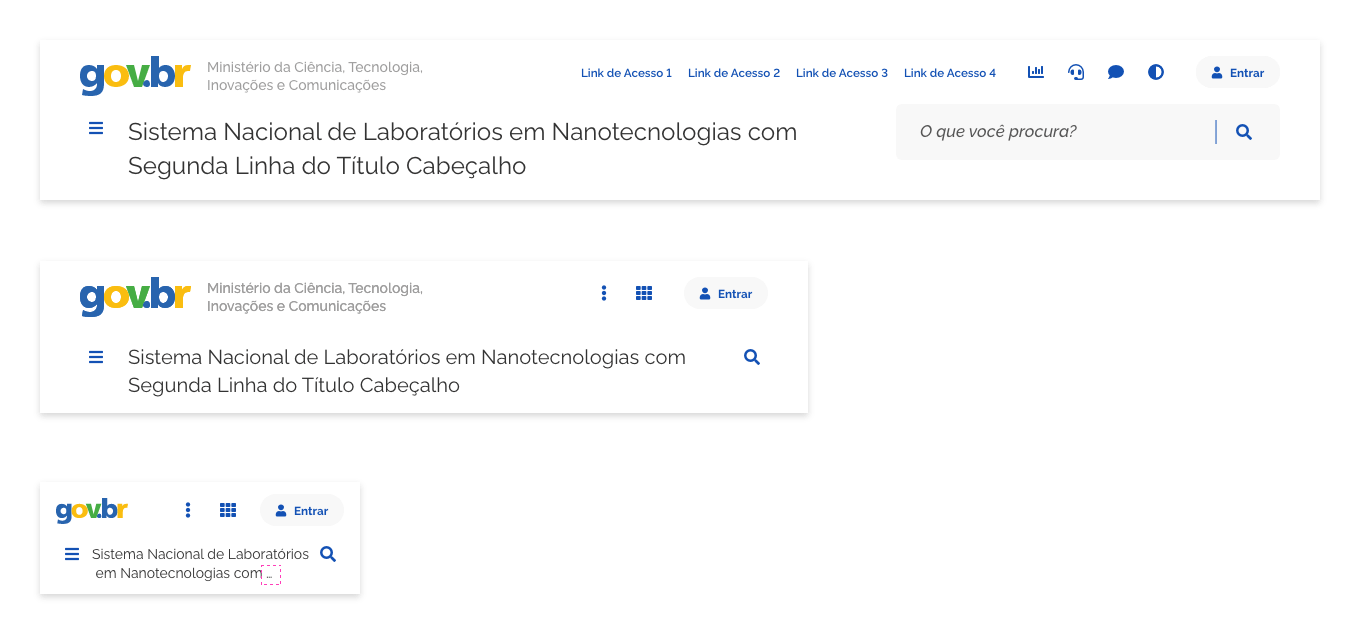 gov.br
Ministério da Ciência, Tecnologia,
Inovações e Comunicações
Link de Acesso 1 Link de Acesso 2 Link de Acesso 3 Link de Acesso 4 Entrar
Sistema Nacional de Laboratórios em Nanotecnologias com
Segunda Linha do Título Cabeçalho
O que você procura?
gov.br
Ministério da Ciência, Tecnologia,
Inovações e Comunicações
Entrar
Sistema Nacional de Laboratórios em Nanotecnologias com
Segunda Linha do Título Cabeçalho
gov.br
Entrar
Sistema Nacional de Laboratórios
em Nanotecnologias com ...